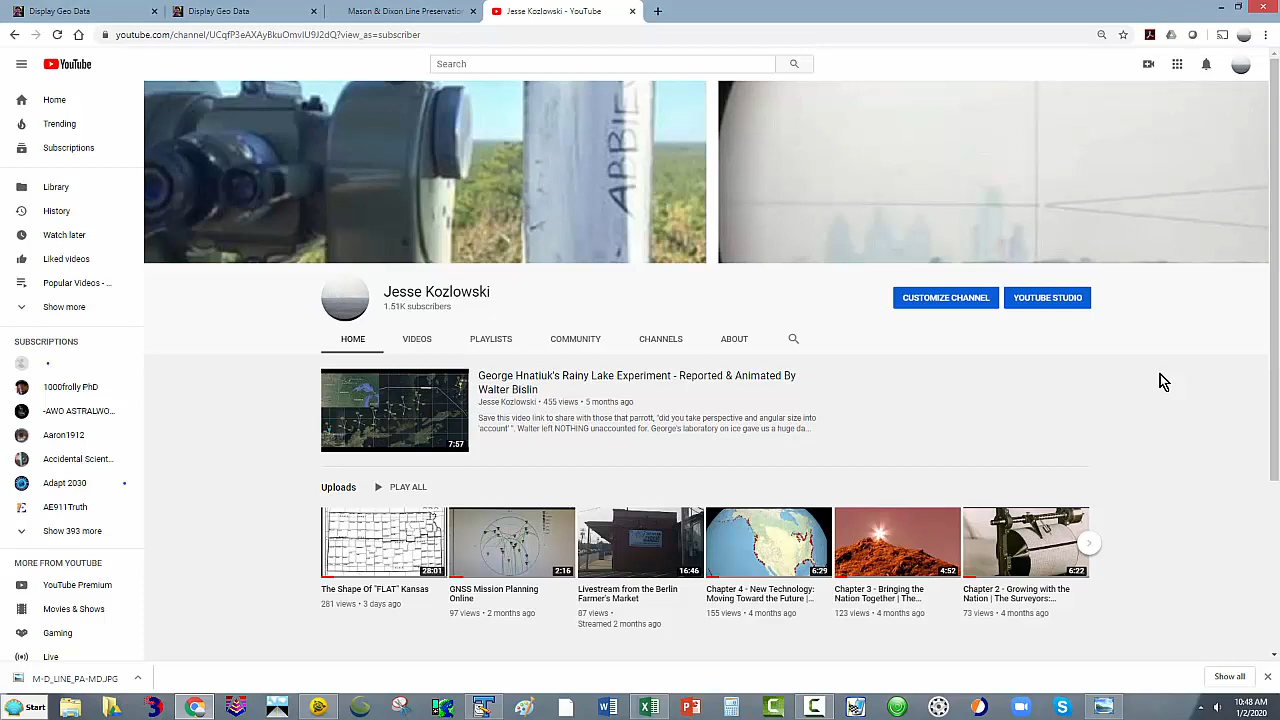 Display Geo Data
Display Geo Data
Mason & Dixon Line Preservation
Jesse Kozlowski - YouTube
youtube.com/channel/UCqfP3eAXAyBkuOmvIU9J2dQ?view_as=subscriber
YouTube
Search
Home
Trending
Subscriptions
Library
History
Watch later
Liked videos
Popular Videos - ...
Show more
SUBSCRIPTIONS
1000frolly PhD
-AWO.ASTRALWO...
Aaron1912
Accidental Scient...
Adapt 2030
AE911Truth
Show 393 more
MORE FROM YOUTUBE
YouTube Premium
Movies & Shows
Gaming
Live
ABBIE
Jesse Kozlowski
1.51K subscribers
CUSTOMIZE CHANNEL
YOUTUBE STUDIO
HOME
VIDEOS
PLAYLISTS
COMMUNITY
CHANNELS
ABOUT
7:57
George Hnatiuk's Rainy Lake Experiment - Reported & Animated By
Walter Bislin
Jesse Kozlowski • 455 views • 5 months ago
Save this video link to share with those that parrott, "did you take perspective and angular size into
'account' ". Walter left NOTHING unaccounted for. George's laboratory on ice gave us a huge da...
Uploads
PLAY ALL
28:01
The Shape Of "FLAT" Kansas
281 views • 3 days ago
2:16
GNSS Mission Planning
Online
97 views • 2 months ago
16:46
Livestream from the Berlin
Farmer's Market
87 views •
Streamed 2 months ago
6:29
Chapter 4 - New Technology:
Moving Toward the Future |...
155 views • 4 months ago
4:52
Chapter 3 - Bringing the
Nation Together | The...
123 views • 4 months ago
6:22
Chapter 2 - Growing with the
Nation | The Surveyors:...
73 views • 4 months ago
M-D_LINE_PA-MD.JPG
Show all
Start
10:48 AM
1/2/2020